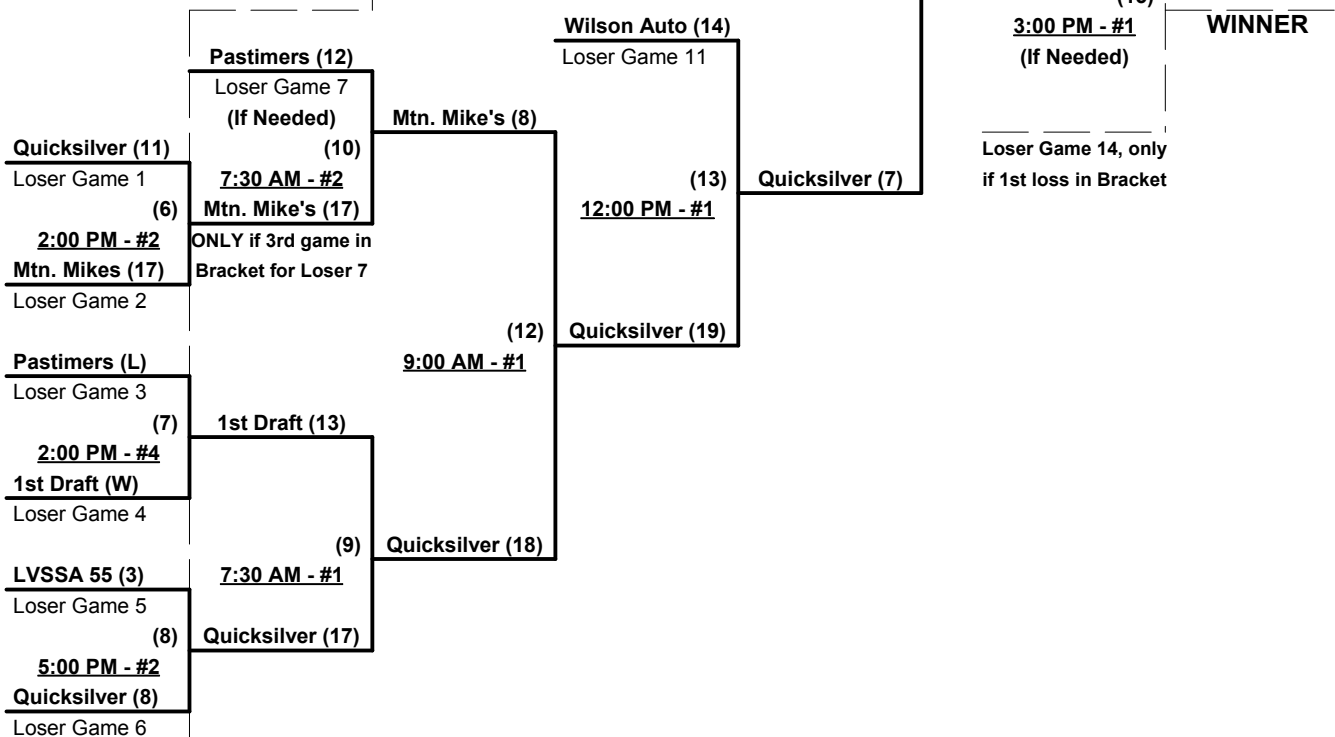 Wilson Auto (14)
Loser Game 11
3:00 PM - #1
WINNER
(If Needed)
Pastimers (12)
Loser Game 7
(If Needed)
(10)
7:30 AM - #2
Mtn. Mike's (17)
ONLY if 3rd game in
Bracket for Loser 7
Mtn. Mike's (8)
Quicksilver (11)
Loser Game 1
(6)
2:00 PM - #2
Mtn. Mikes (17)
Loser Game 2
Loser Game 14, only
if 1st loss in Bracket
(13)
12:00 PM - #1
Quicksilver (7)
(12)
9:00 AM - #1
Quicksilver (19)
Pastimers (L)
Loser Game 3
(7)
2:00 PM - #4
1st Draft (W)
Loser Game 4
1st Draft (13)
(9)
7:30 AM - #1
Quicksilver (18)
LVSSA 55 (3)
Loser Game 5
(8)
5:00 PM - #2
Quicksilver (8)
Loser Game 6
Quicksilver (17)